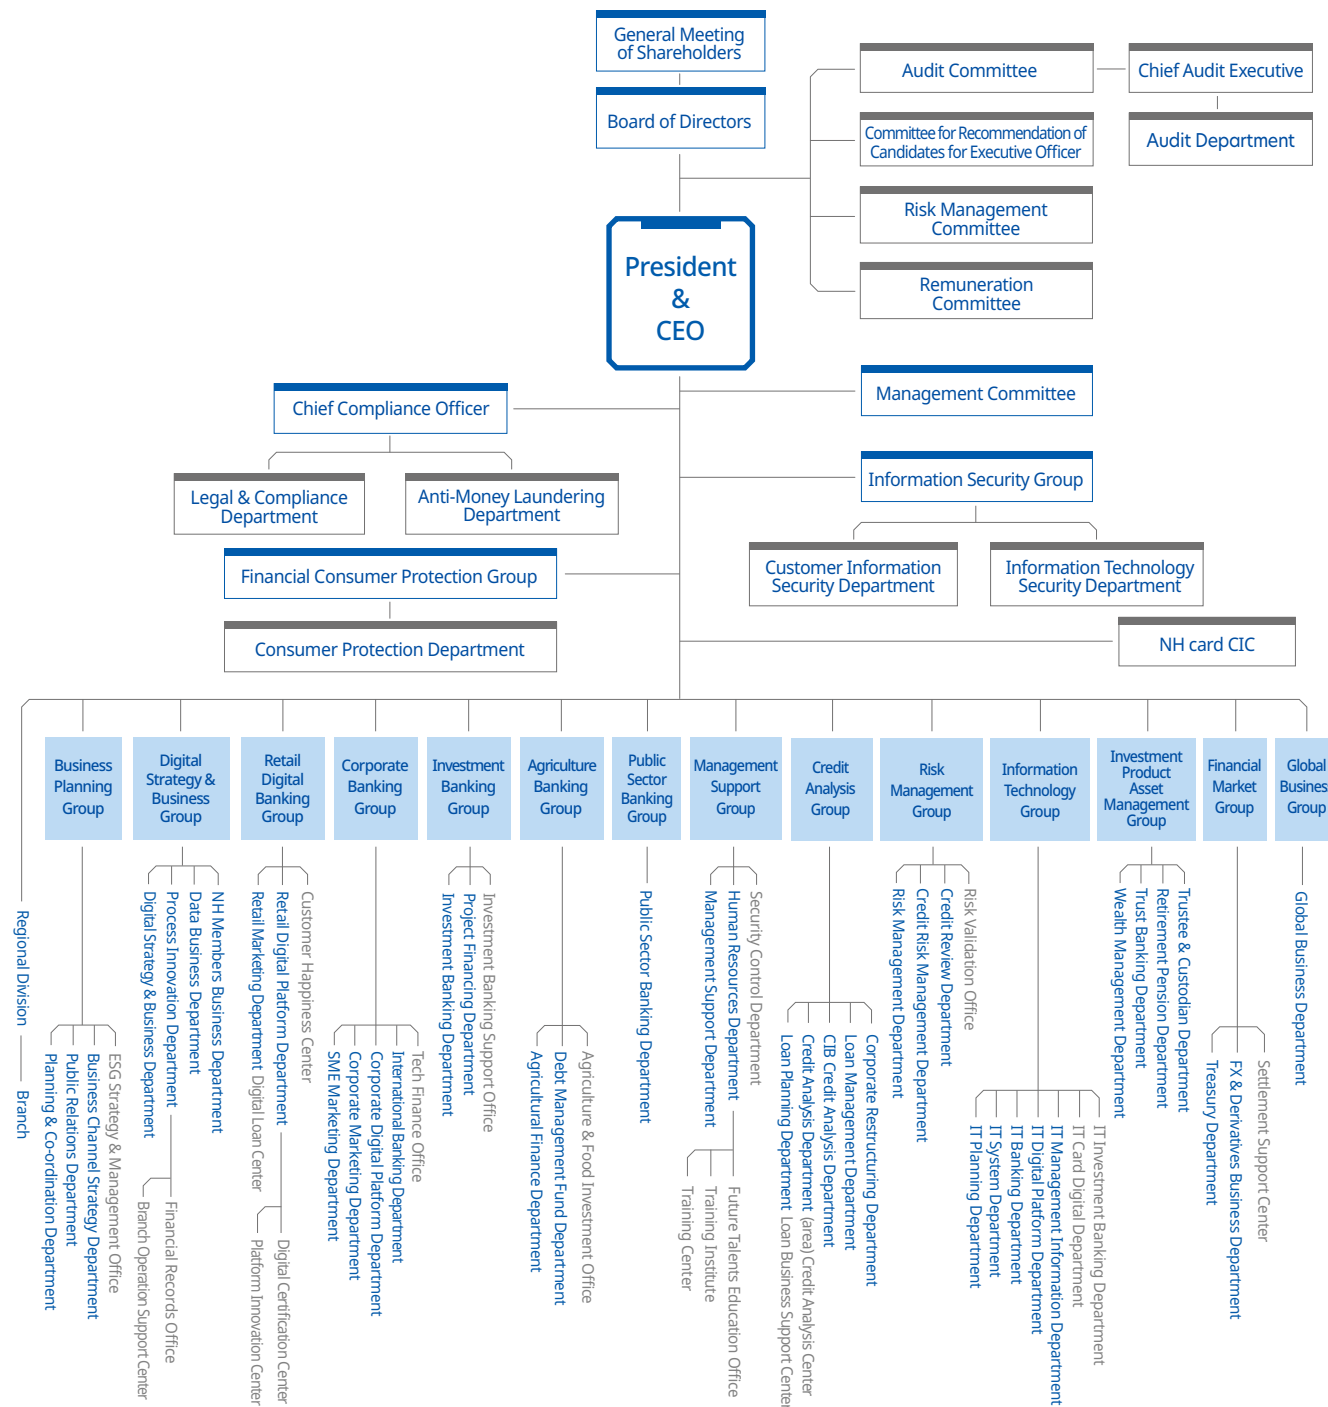 General Meeting
of Shareholders
Board of Directors
Audit Committee
Chief Audit Executive
Committee for Recommendation of
Candidates for Executive Officer
Audit Department
Risk Management
Committee
Remuneration
Committee
President
&
CEO
Management Committee
Chief Compliance Officer
Legal & Compliance
Department
Anti-Money Laundering
Department
Information Security Group
Customer Information
Security Department
Information Technology
Security Department
Financial Consumer Protection Group
Consumer Protection Department
NH card CIC
Business
Planning
Group
Digital
Strategy &
Business
Group
Retail
Digital
Banking
Group
Corporate
Banking
Group
Investment
Banking
Group
Agriculture
Banking
Group
Public
Sector
Banking
Group
Management
Support
Group
Credit
Analysis
Group
Risk
Management
Group
Information
Technology
Group
Investment
Product
Asset
Management
Group
Financial
Market
Group
Global
Business
Group
Regional Division
Branch
Planning & Co-ordination Department
Public Relations Department
Business Channel Strategy Department
ESG Strategy & Management Office
Digital Strategy & Business Department
Process Innovation Department
Data Business Department
NH Members Business Department
Branch Operation Support Center
Financial Records Office
Retail Marketing Department
Digital Loan Center
Retail Digital Platform Department
Customer Happiness Center
Platform Innovation Center
Digital Certification Center
SME Marketing Department
Corporate Marketing Department
Corporate Digital Platform Department
International Banking Department
Tech Finance Office
Investment Banking Department
Project Financing Department
Investment Banking Support Office
Agricultural Finance Department
Debt Management Fund Department
Agriculture & Food Investment Office
Public Sector Banking Department
Management Support Department
Human Resources Department
Security Control Department
Training Center
Training Institute
Future Talents Education Office
Loan Planning Department
Loan Business Support Center
Credit Analysis Department
(area) Credit Analysis Center
CIB Credit Analysis Department
Loan Management Department
Corporate Restructuring Department
Risk Management Department
Credit Risk Management Department
Credit Review Department
Risk Validation Office
IT Planning Department
IT System Department
IT Banking Department
IT Digital Platform Department
IT Management Information Department
IT Card Digital Department
IT Investment Banking Department
Wealth Management Department
Trust Banking Department
Retirement Pension Department
Trustee & Custodian Department
Treasury Department
FX & Derivatives Business Department
Settlement Support Center
Global Business Department